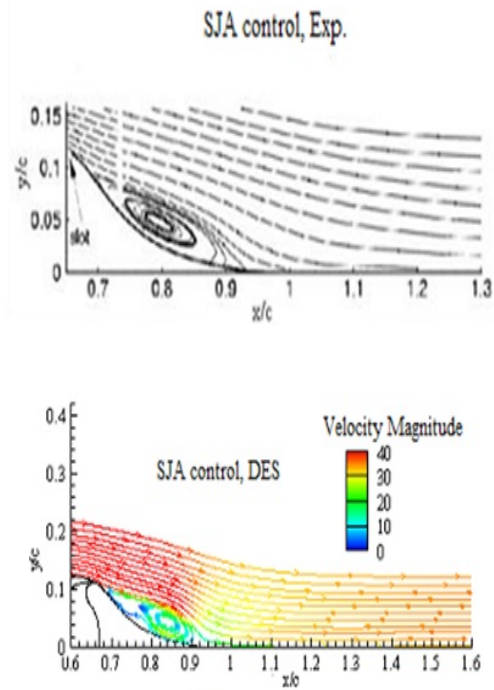 SJA control, Exp.
0.15
0.1
0.05
0
y/c
slot
0.7 0.8 0.9 1 1.1 1.2 1.3
x/c
Velocity Magnitude
40
30
20
10
0
SJA control, DES
0.4
0.3
0.2
0.1
0
y/c
0.6 0.7 0.8 0.9 1 1.1 1.2 1.3 1.4 1.5 1.6
x/c